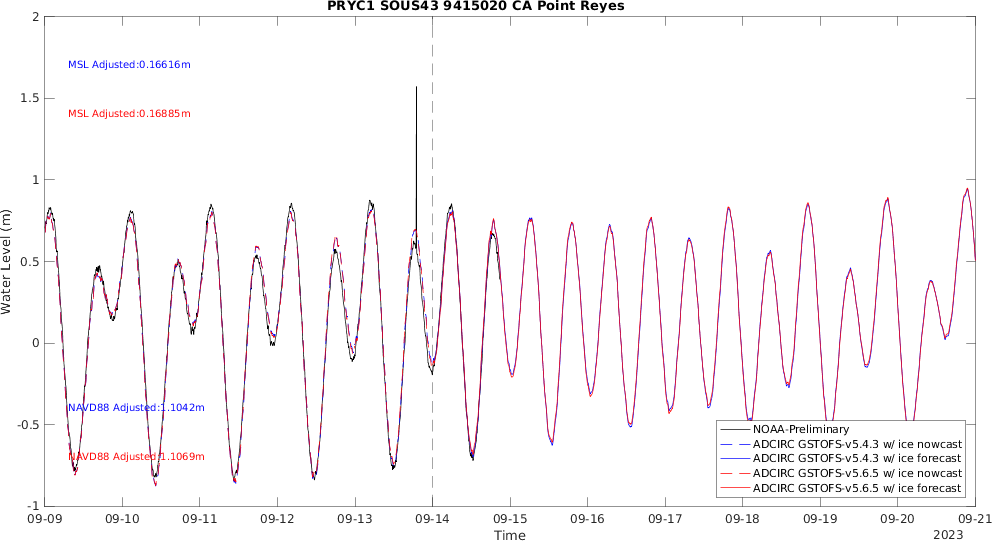 PRYC1 SOUS43 9415020 CA Point Reyes
2
1.5
1
0.5
0
-0.5
-1
Water Level (m)
MSL Adjusted:0.16616m
MSL Adjusted:0.16885m
NAVD88 Adjusted:1.1042m
NAVD88 Adjusted:1.1069m
NOAA-Preliminary
ADCIRC GSTOFS-v5.4.3 w/ ice nowcast
ADCIRC GSTOFS-v5.4.3 w/ ice forecast
ADCIRC GSTOFS-v5.6.5 w/ ice nowcast
ADCIRC GSTOFS-v5.6.5 w/ ice forecast
09-09 09-10 09-11 09-12 09-13 09-14 09-15 09-16 09-17 09-18 09-19 09-20 09-21
Time
2023